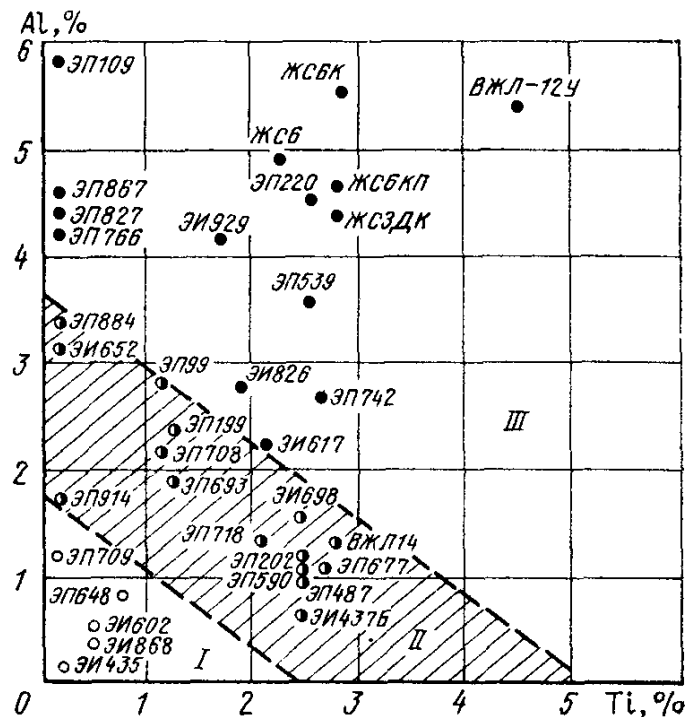 Al, %
6
ЭП109
ЖС6К
ВЖЛ-12У
5
ЖС6
ЭП220
ЖС6КП
ЭП867
ЭП827
ЭП766
ЭИ929
ЖС3ДК
4
ЭП539
ЭП884
3
ЭИ652
ЭП99
ЭИ826
ЭП742
III
ЭП199
ЭИ617
ЭП708
2
ЭП693
ЭИ698
ЭП914
ЭП718
ВЖЛ14
ЭП709
ЭП202
ЭП677
1
ЭП590
ЭП487
ЭП648
ЭИ437Б
ЭИ602
ЭИ868
I
II
ЭИ435
0 1 2 3 4 5 Ti, %